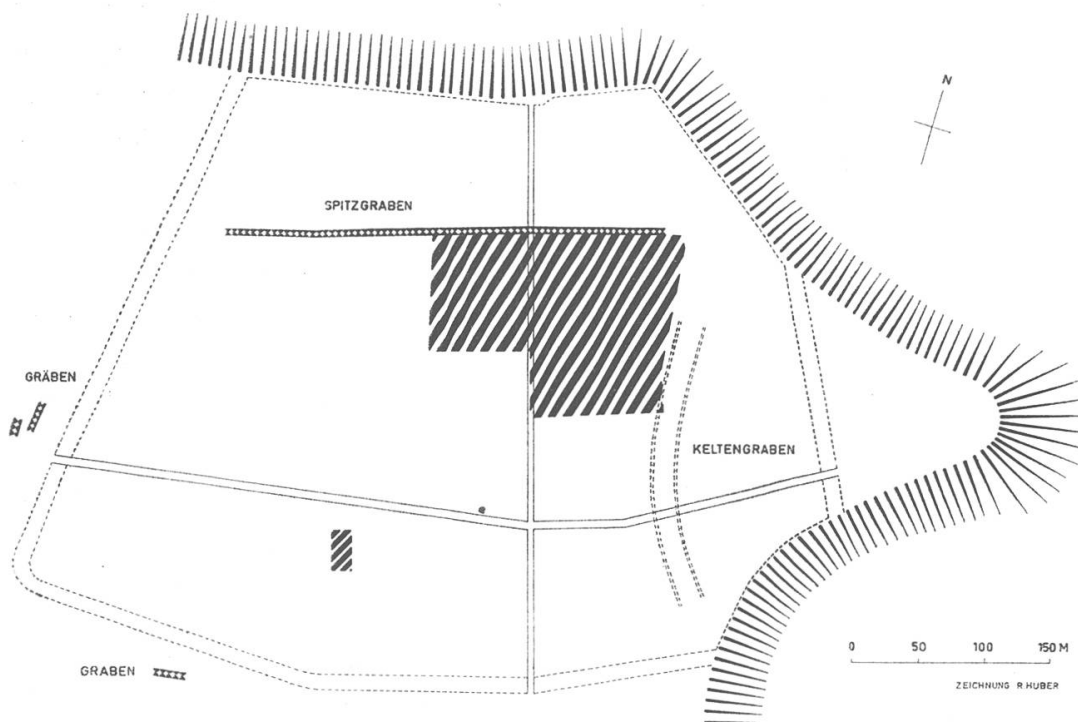 N
SPITZGRABEN
GRÄBEN
KELTENGRABEN
GRABEN
0 50 100 150 M
ZEICHNUNG R.HUBER